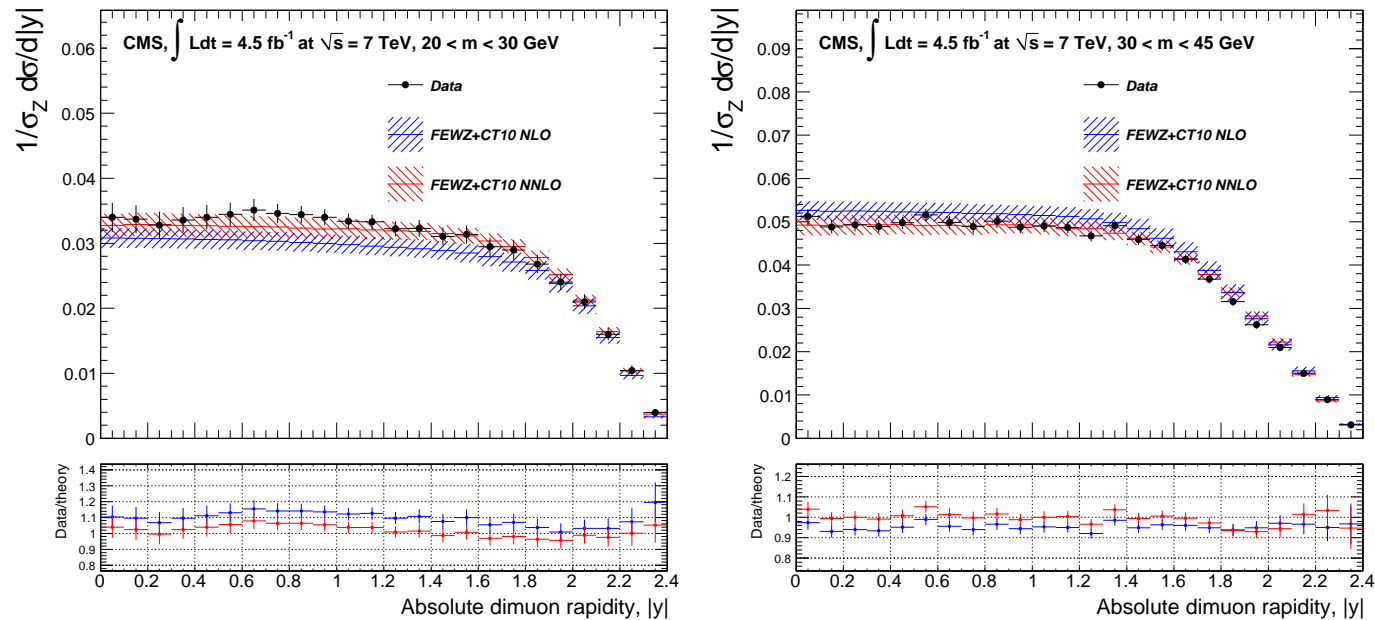 CMS, ∫ Ldt = 4.5 fb⁻¹ at √s = 7 TeV, 20 < m < 30 GeV
1/σ_Z dσ/d|y|
Data
FEWZ+CT10 NLO
FEWZ+CT10 NNLO
0.06
0.05
0.04
0.03
0.02
0.01
0
Data/theory
1.4
1.3
1.2
1.1
1
0.9
0.8
0 0.2 0.4 0.6 0.8 1 1.2 1.4 1.6 1.8 2 2.2 2.4
Absolute dimuon rapidity, |y|
CMS, ∫ Ldt = 4.5 fb⁻¹ at √s = 7 TeV, 30 < m < 45 GeV
1/σ_Z dσ/d|y|
Data
FEWZ+CT10 NLO
FEWZ+CT10 NNLO
0.09
0.08
0.07
0.06
0.05
0.04
0.03
0.02
0.01
0
Data/theory
1.2
1.1
1
0.9
0.8
0 0.2 0.4 0.6 0.8 1 1.2 1.4 1.6 1.8 2 2.2 2.4
Absolute dimuon rapidity, |y|